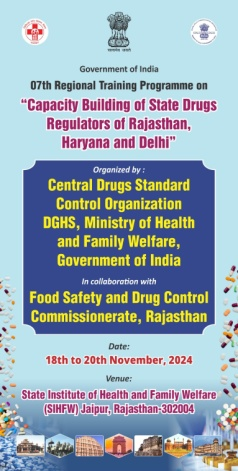 Government of India
07th Regional Training Programme on
"Capacity Building of State Drugs
Regulators of Rajasthan,
Haryana and Delhi"
Organized by :
Central Drugs Standard
Control Organization
DGHS, Ministry of Health
and Family Welfare,
Government of India
In collaboration with
Food Safety and Drug Control
Commissionerate, Rajasthan
Date:
18th to 20th November, 2024
Venue:
State Institute of Health and Family Welfare
(SIHFW) Jaipur, Rajasthan-302004